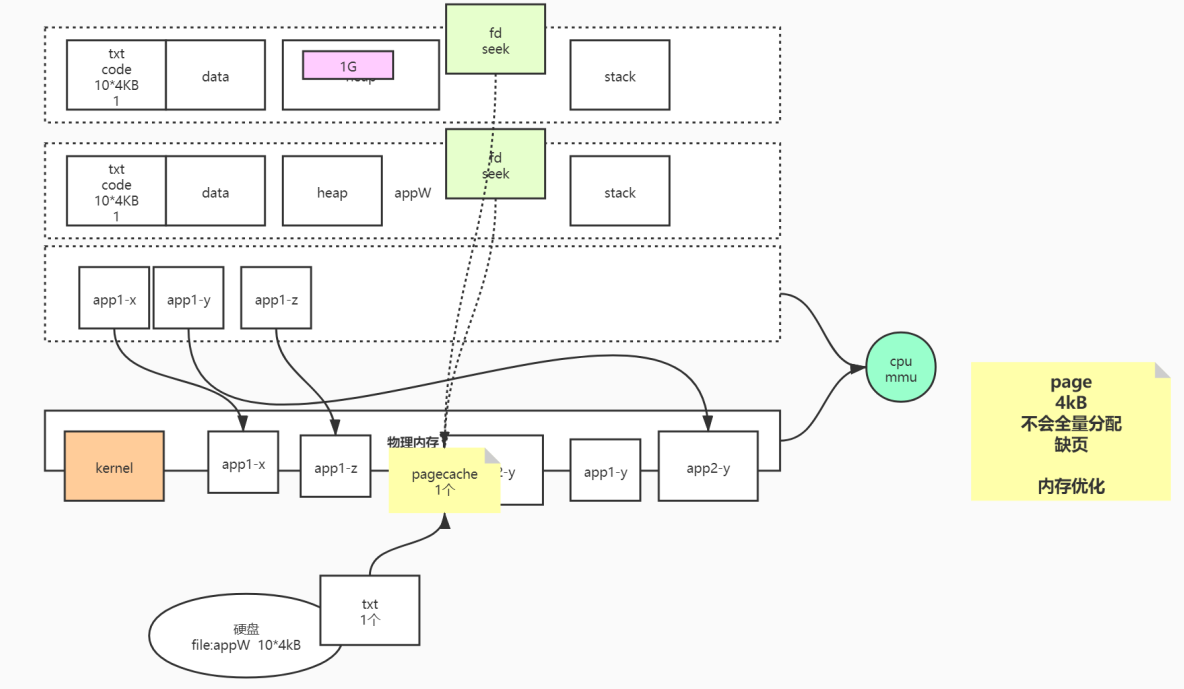 fd
seek
txt
code
10*4KB
1
data
1G
heap
stack
txt
code
10*4KB
1
data
heap
appW
fd
seek
stack
app1-x
app1-y
app1-z
cpu
mmu
page
4kB
不会全量分配
缺页
内存优化
物理内存
kernel
app1-x
app1-z
pagecache
1个
2-y
app1-y
app2-y
txt
1个
硬盘
file:appW 10*4kB